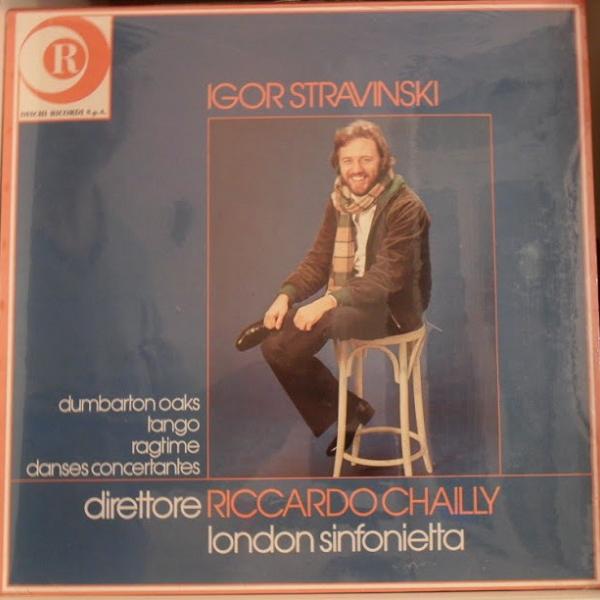 R
DISCHI RICORDI S.p.A.
IGOR STRAVINSKI
dumbarton oaks
tango
ragtime
danses concertantes
direttore RICCARDO CHAILLY
london sinfonietta